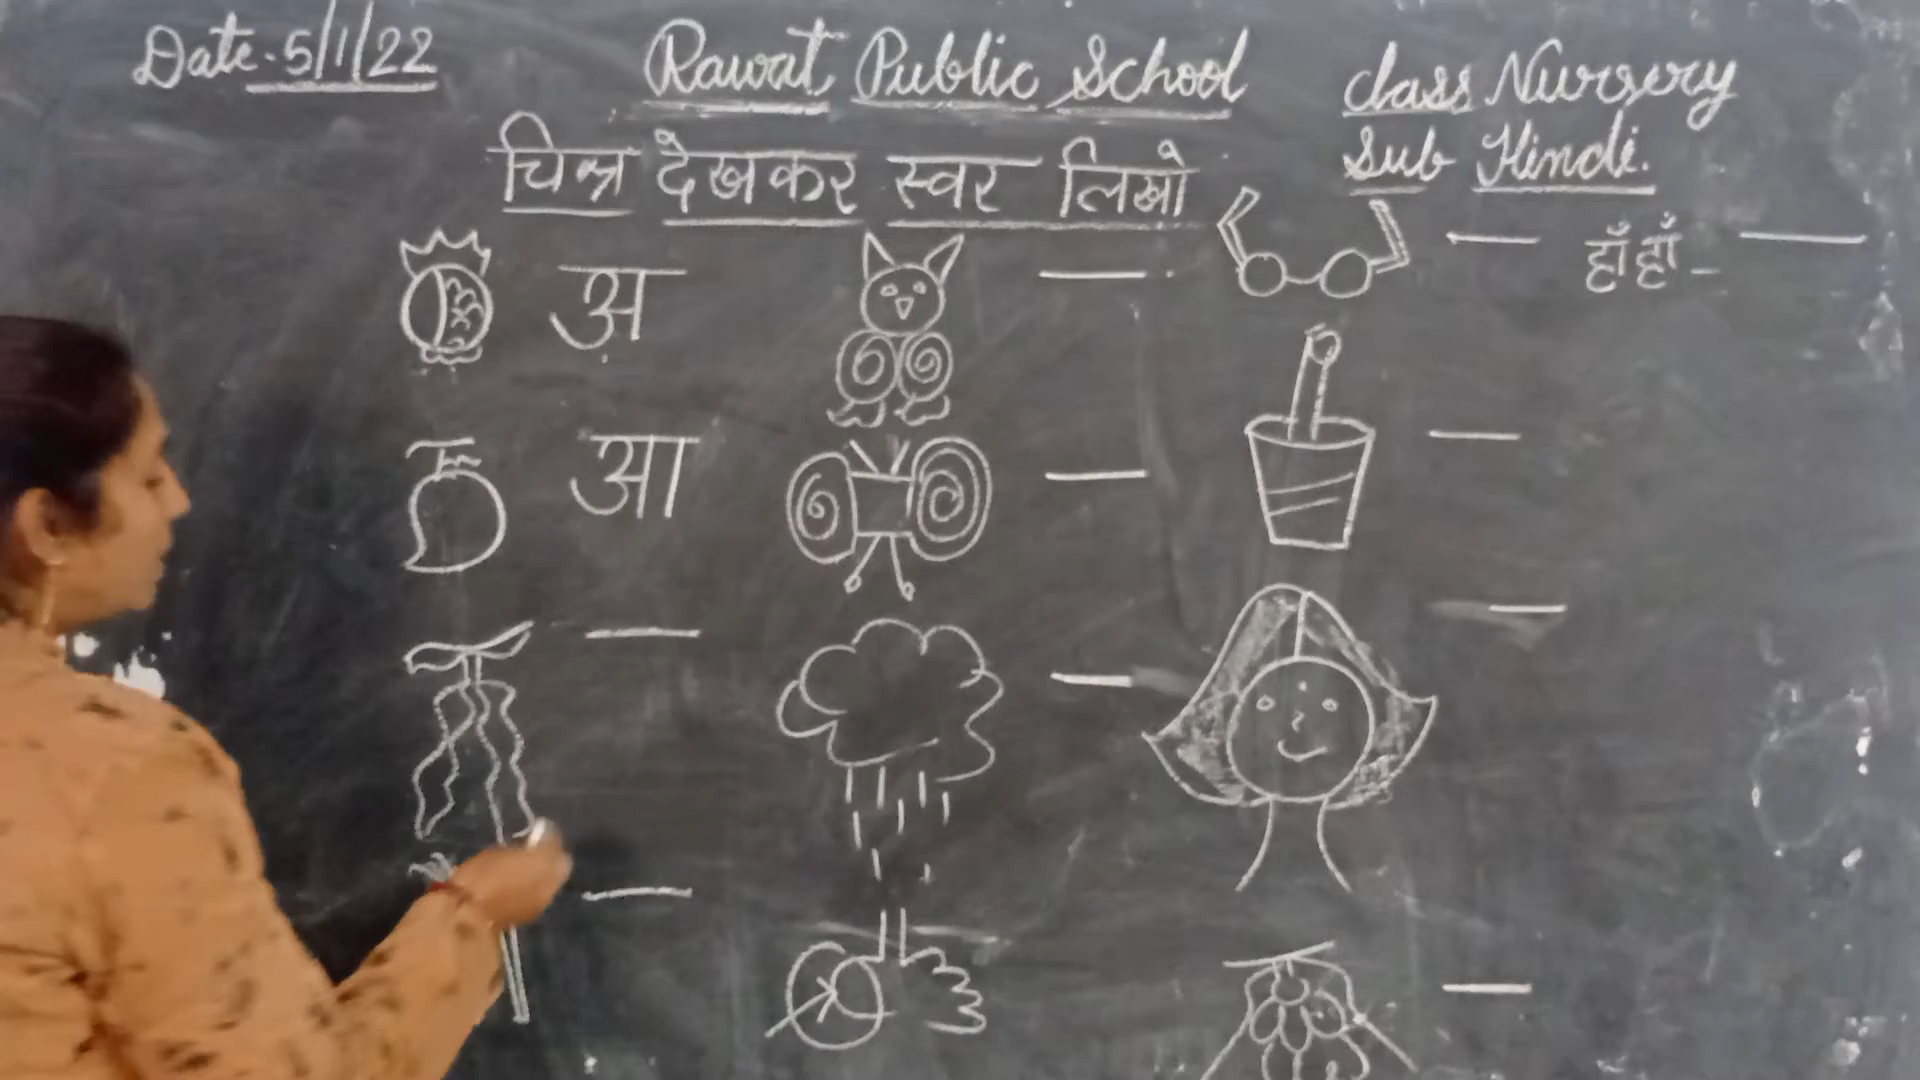 Date. 5/1/22
Rawat Public School
class Nursery
Sub Hindi.
चित्र देखकर स्वर लिखो
अ
हाँ हाँ
आ